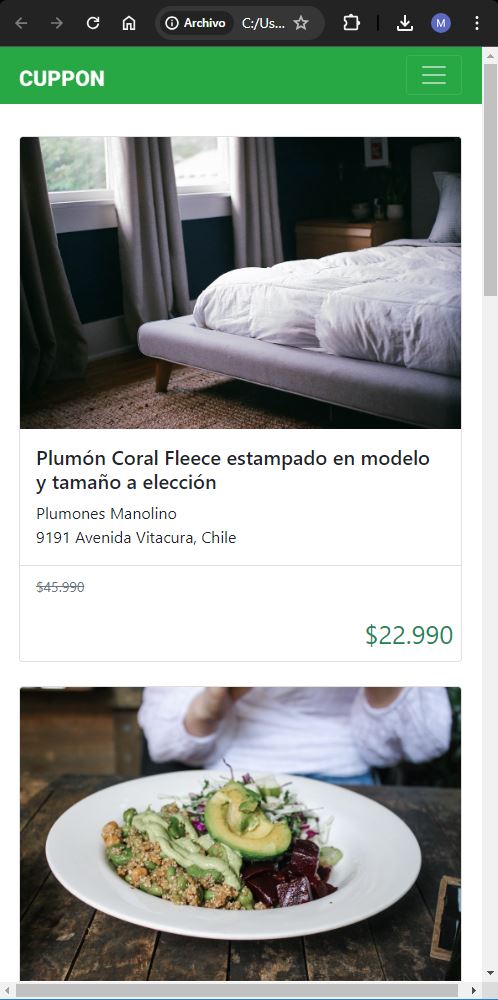 Archivo
C:/Us...
M
CUPPON
Plumón Coral Fleece estampado en modelo
y tamaño a elección
Plumones Manolino
9191 Avenida Vitacura, Chile
$45.990
$22.990